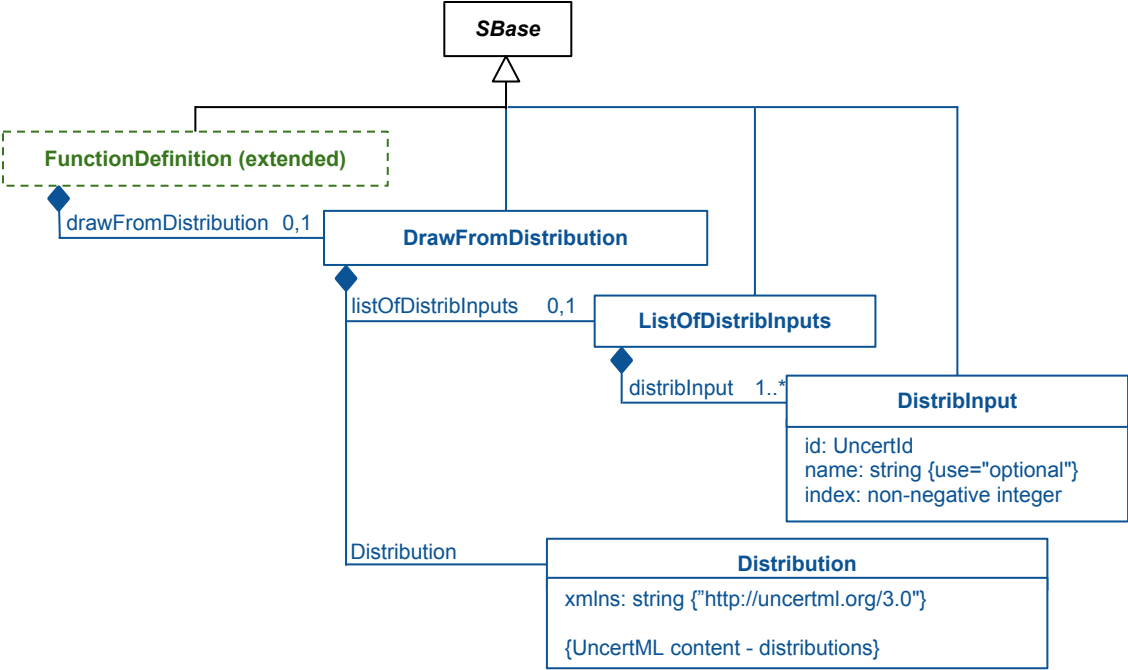 SBase
FunctionDefinition (extended)
drawFromDistribution 0,1
DrawFromDistribution
listOfDistribInputs 0,1
ListOfDistribInputs
distribInput 1..*
DistribInput
id: UncertId
name: string {use="optional"}
index: non-negative integer
Distribution
Distribution
xmlns: string {”http://uncertml.org/3.0"}
{UncertML content - distributions}